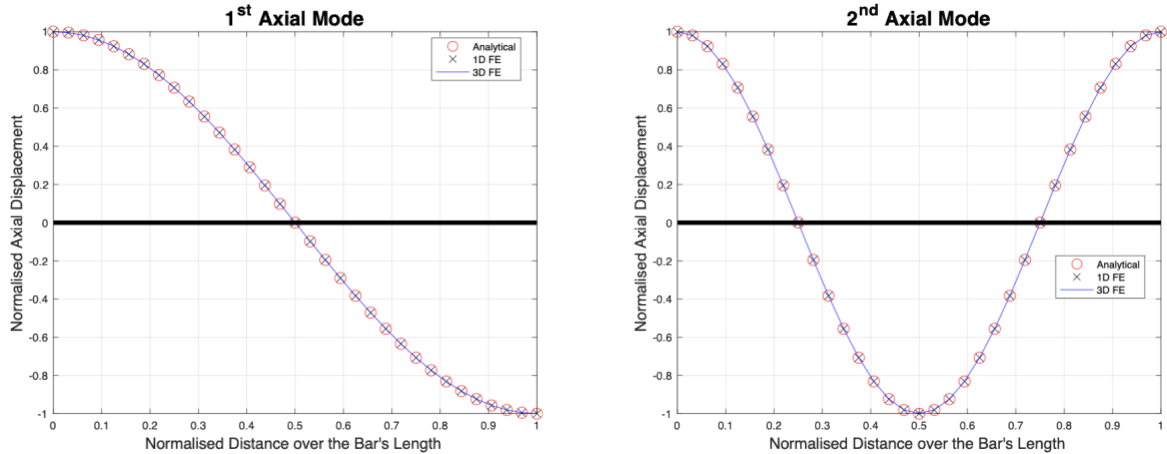 1st Axial Mode
Normalised Axial Displacement
1
0.8
0.6
0.4
0.2
0
-0.2
-0.4
-0.6
-0.8
-1
Analytical
1D FE
3D FE
0 0.1 0.2 0.3 0.4 0.5 0.6 0.7 0.8 0.9 1
Normalised Distance over the Bar's Length
2nd Axial Mode
Normalised Axial Displacement
1
0.8
0.6
0.4
0.2
0
-0.2
-0.4
-0.6
-0.8
-1
Analytical
1D FE
3D FE
0 0.1 0.2 0.3 0.4 0.5 0.6 0.7 0.8 0.9 1
Normalised Distance over the Bar's Length